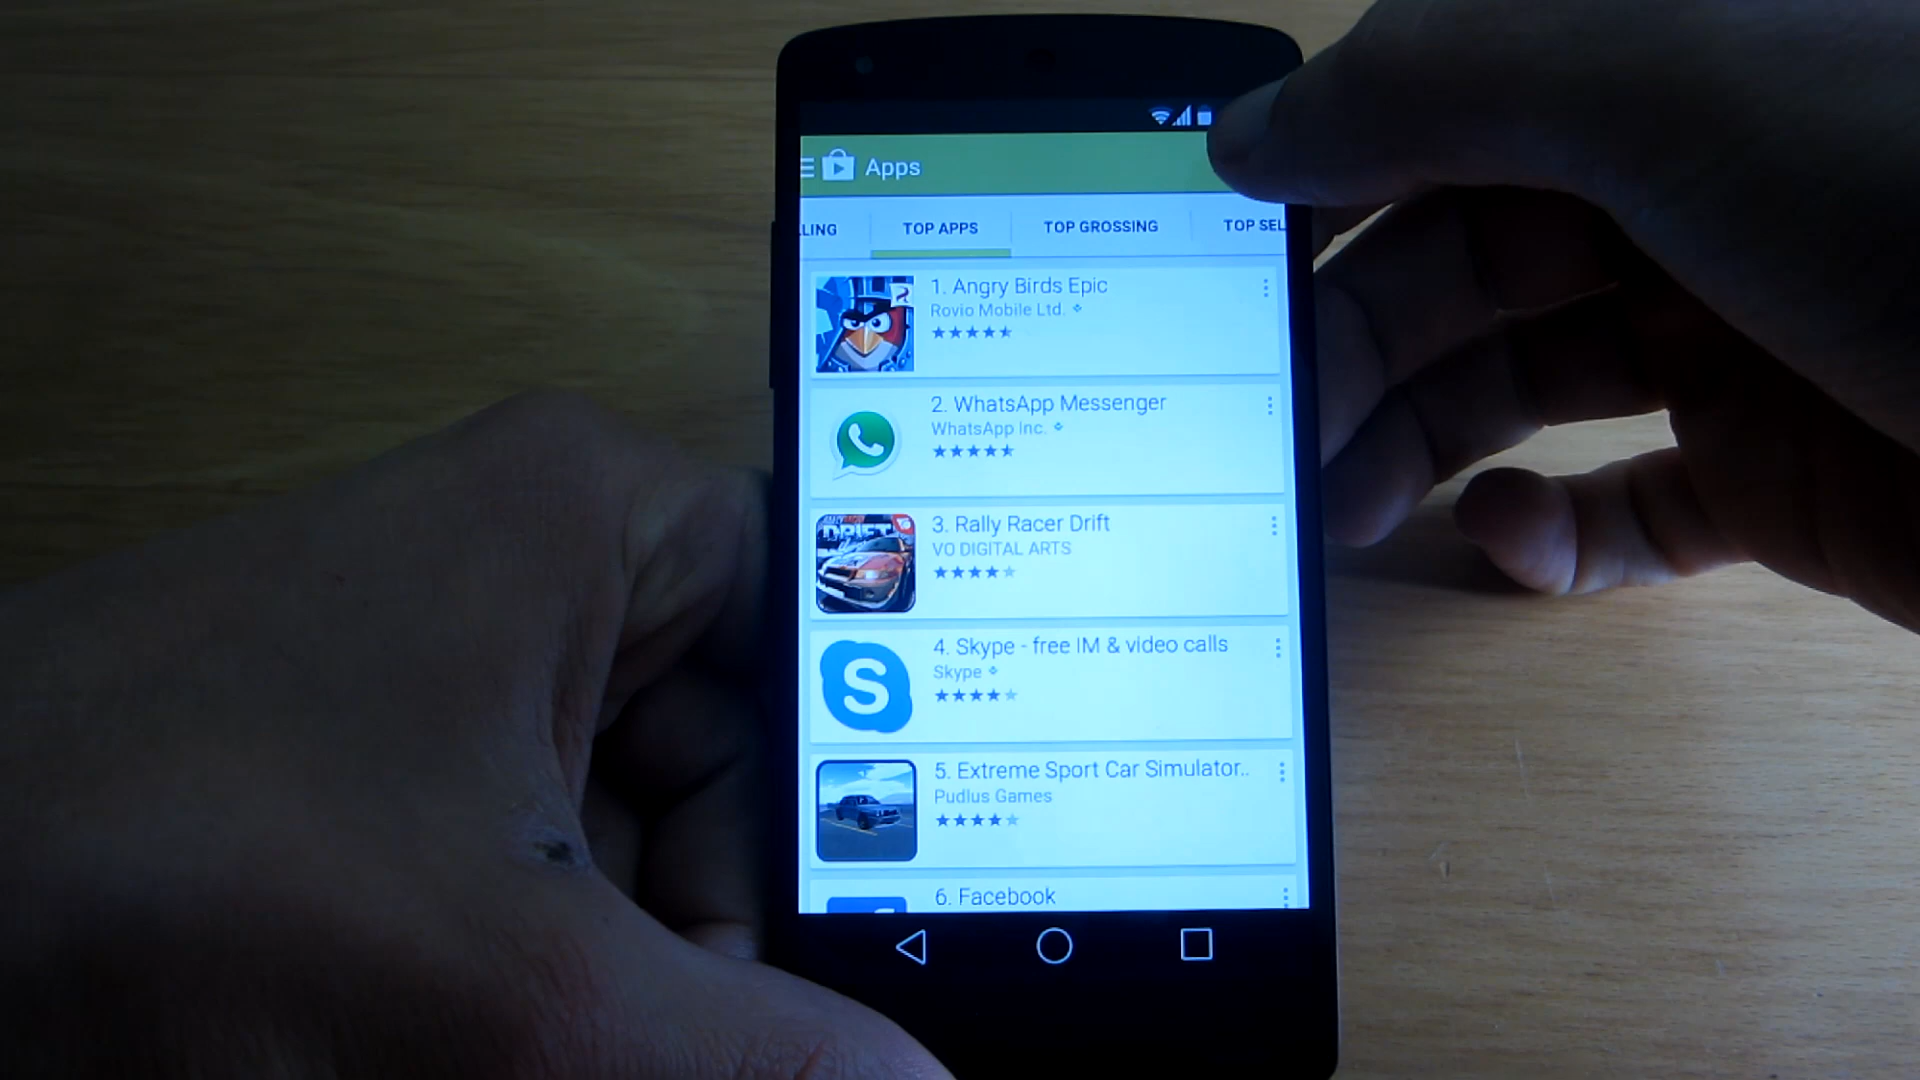 Apps
LLING
TOP APPS
TOP GROSSING
TOP SEL
1. Angry Birds Epic
Rovio Mobile Ltd.
2. WhatsApp Messenger
WhatsApp Inc.
DRIFT
3. Rally Racer Drift
VO DIGITAL ARTS
S
4. Skype - free IM & video calls
Skype
5. Extreme Sport Car Simulator..
Pudlus Games
6. Facebook